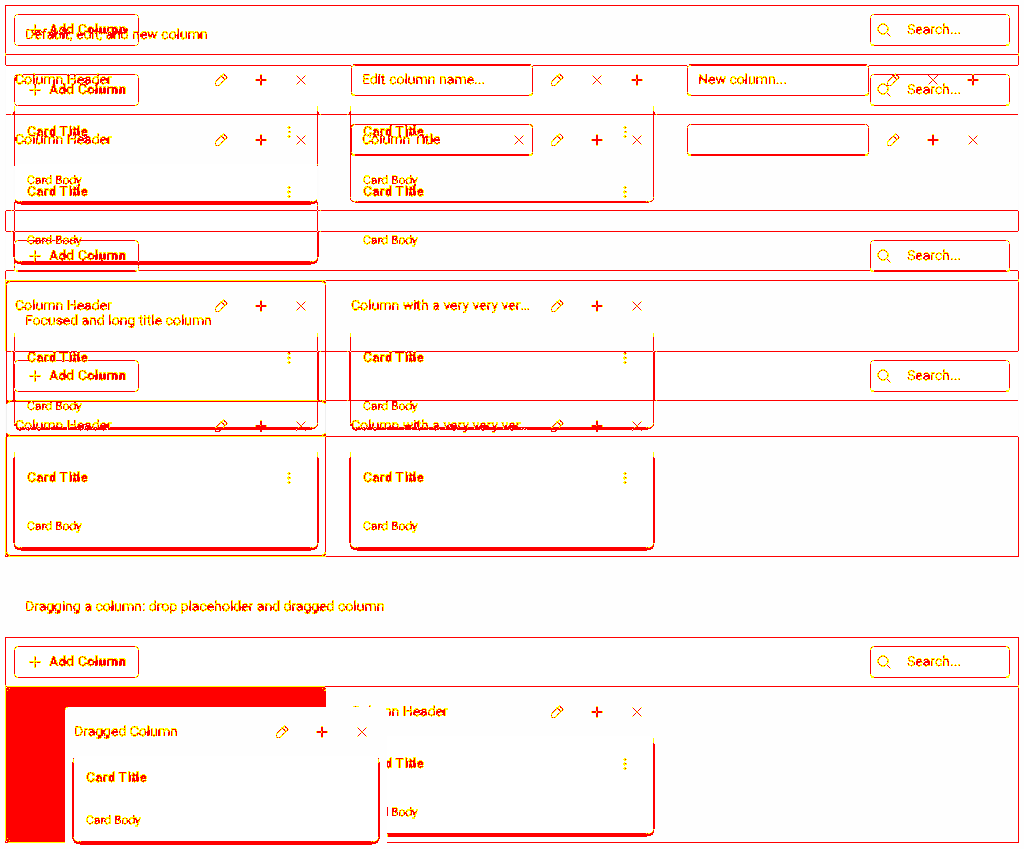 Add Column Search...
Default, edit, and new column
Column Header Edit column name... New column...
Add Column Search...
Card Title Card Title
Column Header Column Title
Card Body Card Body
Card Title Card Title
Card Body Card Body
Add Column Search...
Column Header Column with a very very ver...
Focused and long title column
Card Title Card Title
Add Column Search...
Card Body Card Body
Column Header Column with a very very ver...
Card Title Card Title
Card Body Card Body
Dragging a column: drop placeholder and dragged column
Add Column Search...
n Header
Dragged Column
d Title
Card Title
Body
Card Body